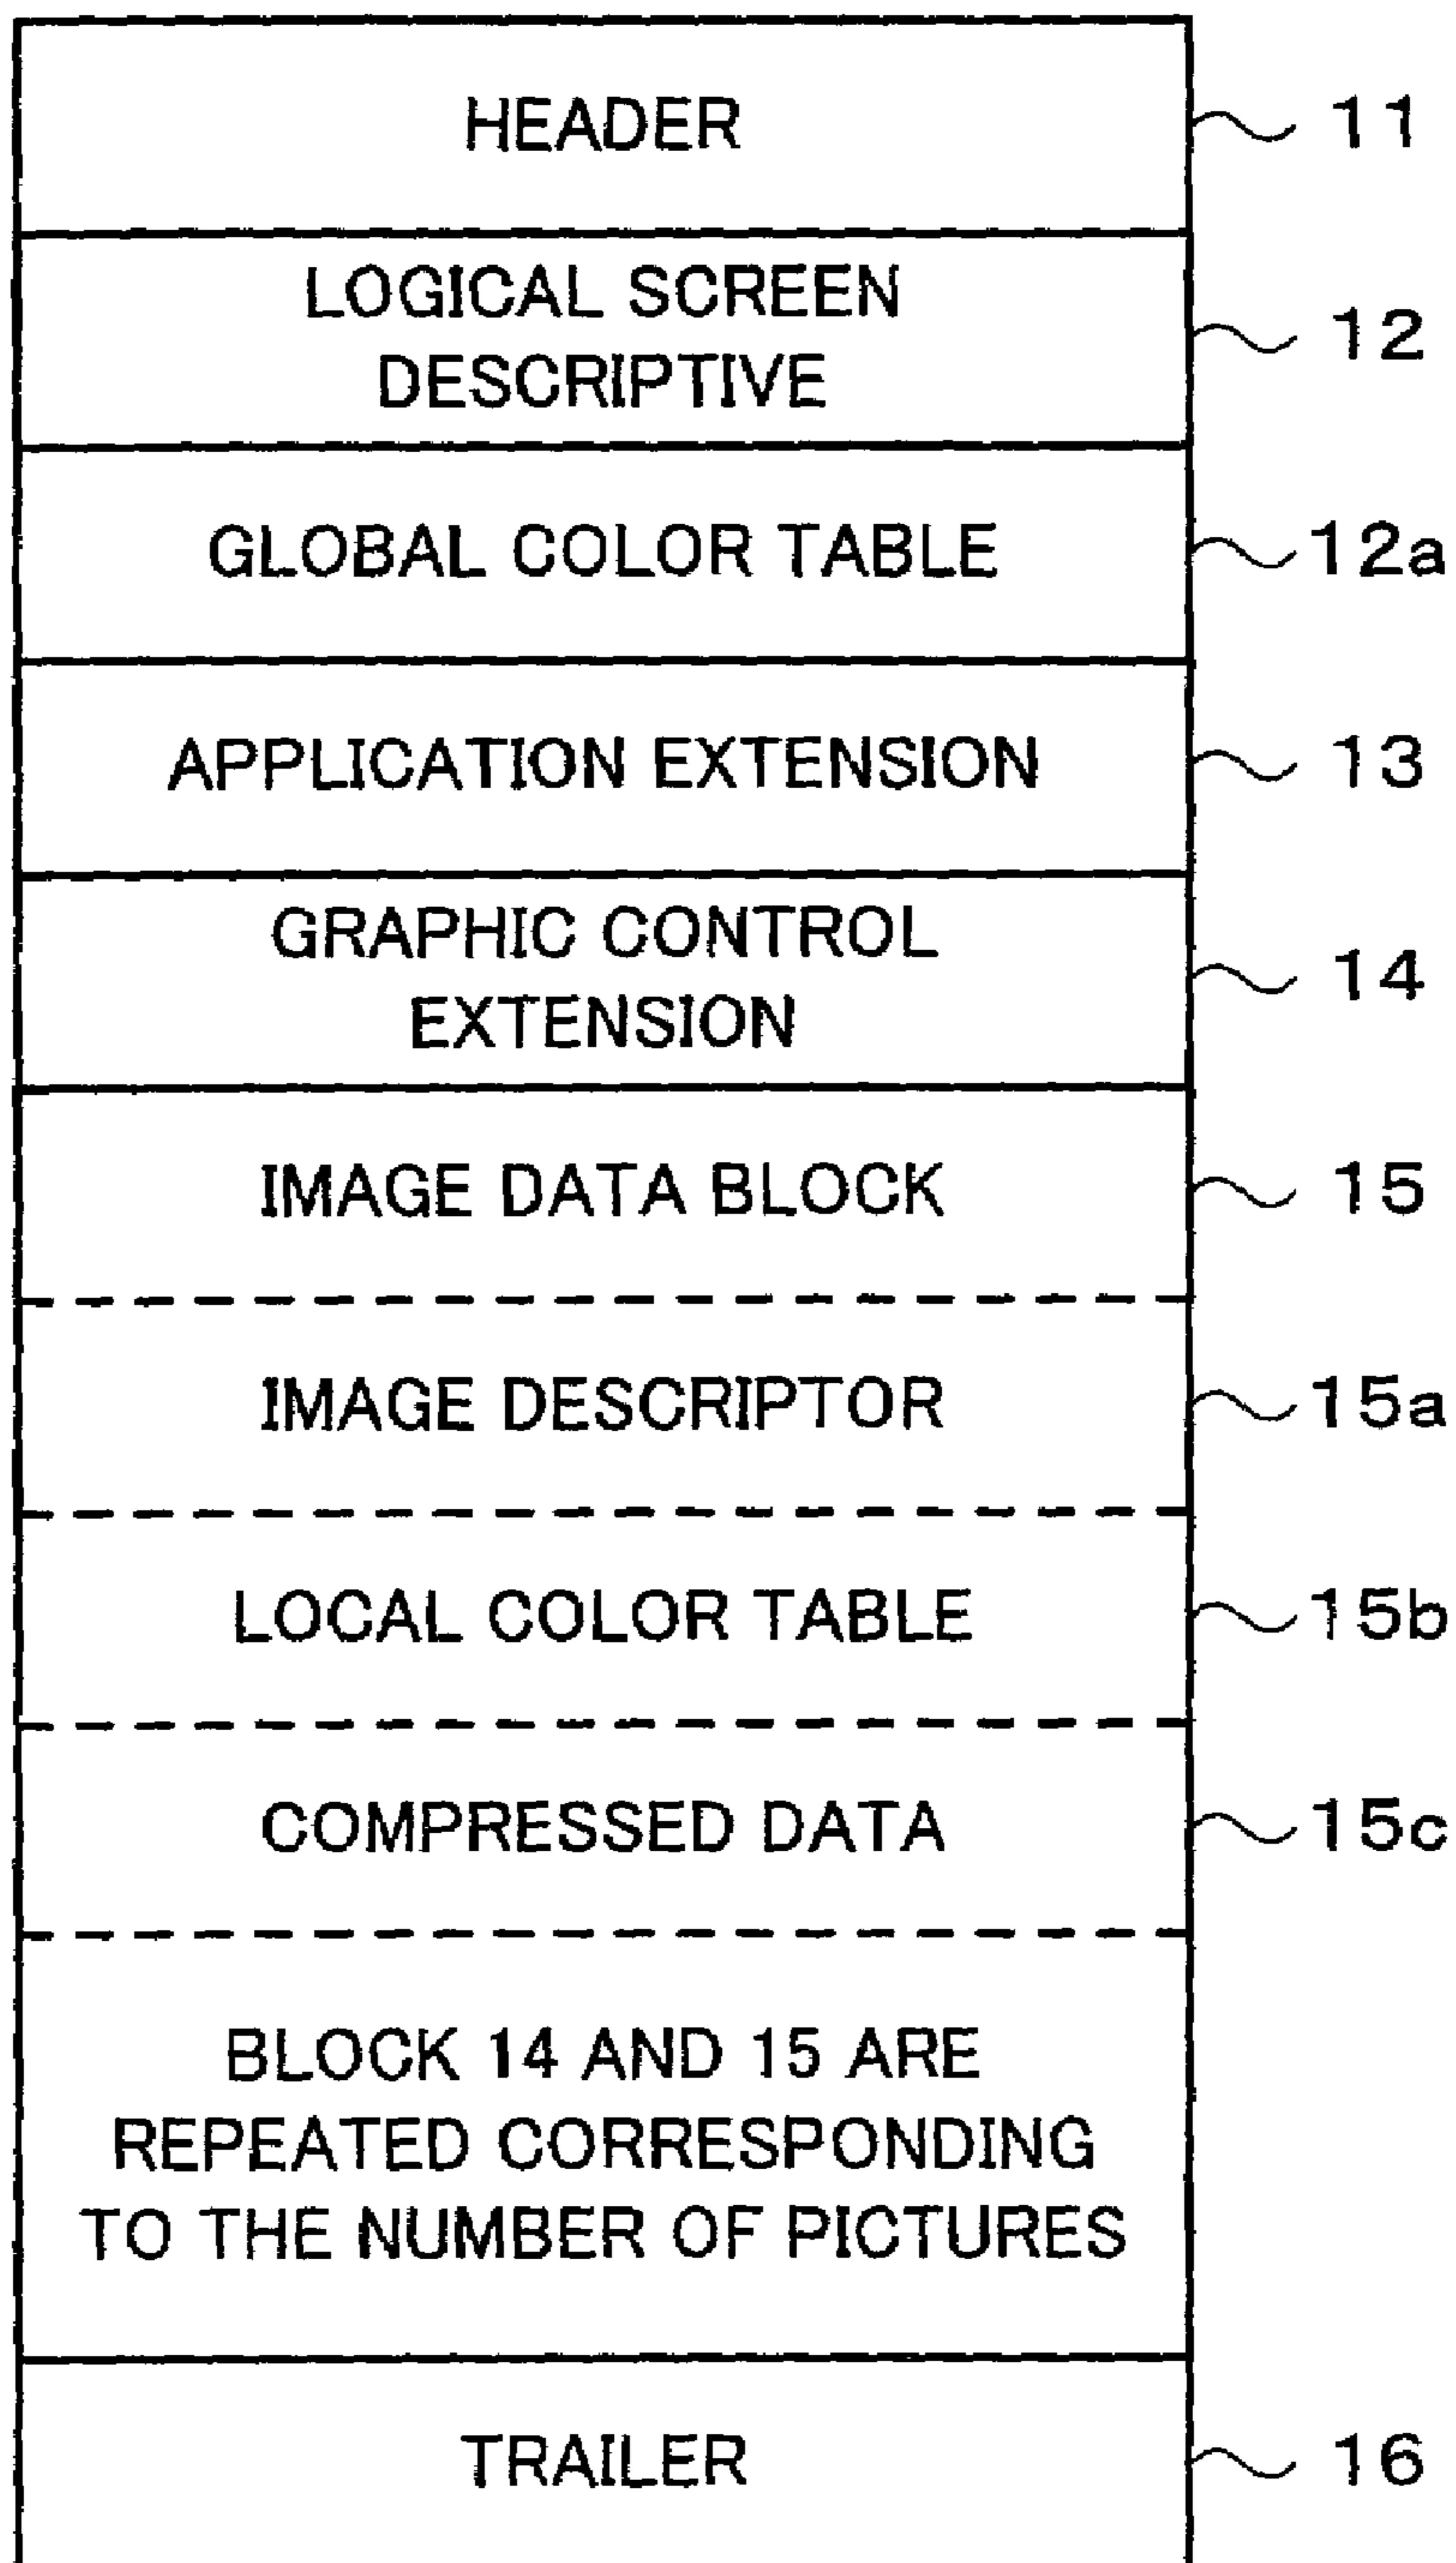 HEADER
11
LOGICAL SCREEN
DESCRIPTIVE
12
GLOBAL COLOR TABLE
12a
APPLICATION EXTENSION
13
GRAPHIC CONTROL
EXTENSION
14
IMAGE DATA BLOCK
15
IMAGE DESCRIPTOR
15a
LOCAL COLOR TABLE
15b
COMPRESSED DATA
15c
BLOCK 14 AND 15 ARE
REPEATED CORRESPONDING
TO THE NUMBER OF PICTURES
TRAILER
16